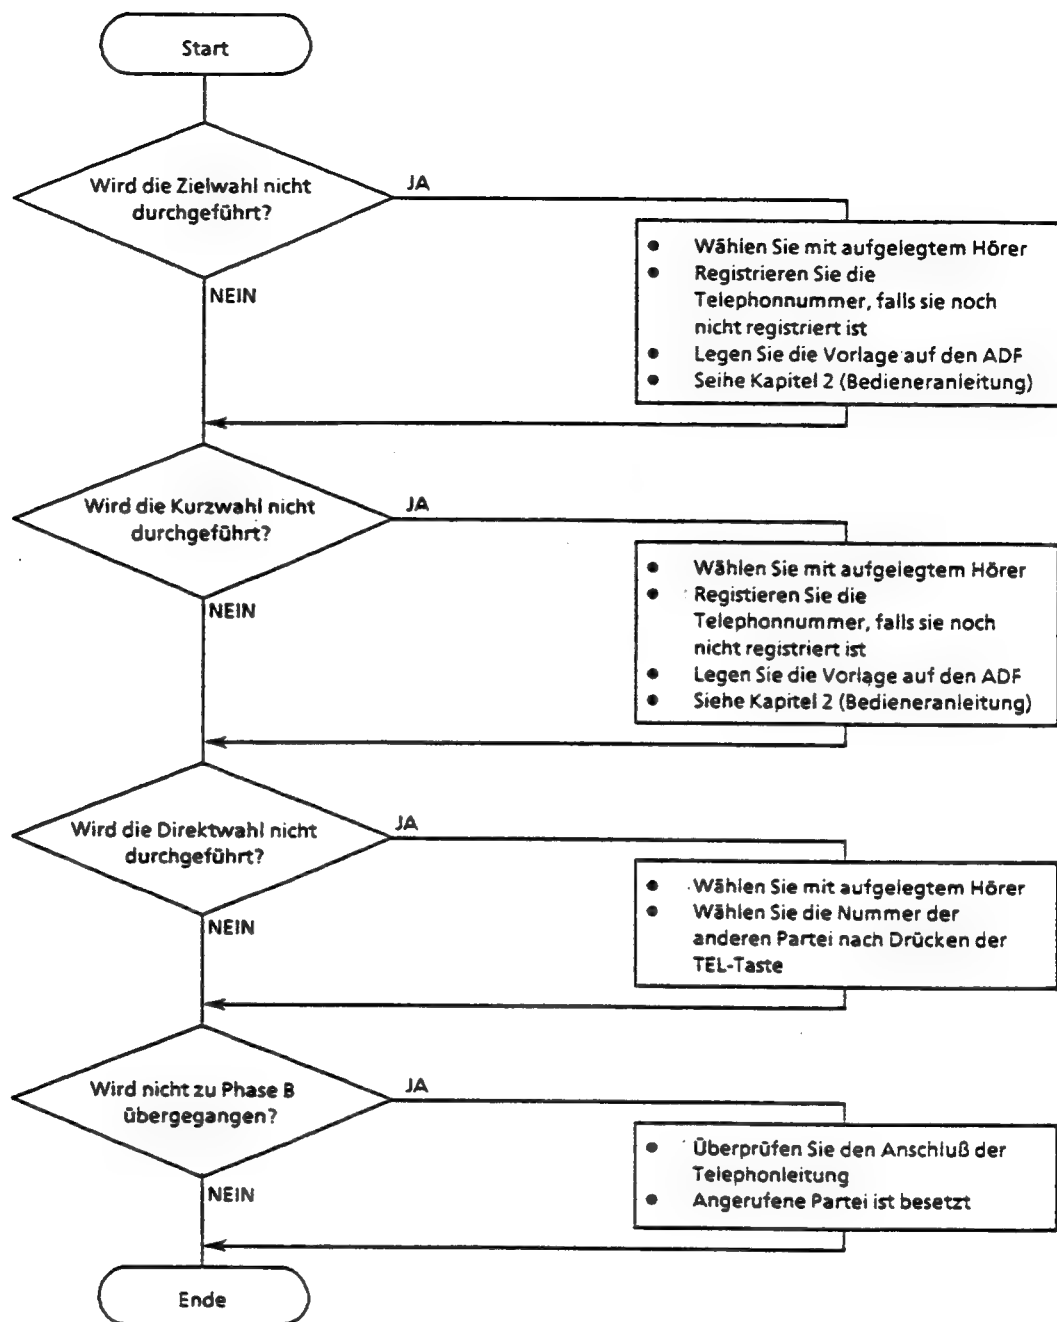 Start
Wird die Zielwahl nicht
durchgeführt?
JA
NEIN
• Wählen Sie mit aufgelegtem Hörer
• Registrieren Sie die
Telephonnummer, falls sie noch
nicht registriert ist
• Legen Sie die Vorlage auf den ADF
• Seihe Kapitel 2 (Bedieneranleitung)
Wird die Kurzwahl nicht
durchgeführt?
JA
NEIN
• Wählen Sie mit aufgelegtem Hörer
• Registieren Sie die
Telephonnummer, falls sie noch
nicht registriert ist
• Legen Sie die Vorlage auf den ADF
• Siehe Kapitel 2 (Bedieneranleitung)
Wird die Direktwahl nicht
durchgeführt?
JA
NEIN
• Wählen Sie mit aufgelegtem Hörer
• Wählen Sie die Nummer der
anderen Partei nach Drücken der
TEL-Taste
Wird nicht zu Phase B
übergegangen?
JA
NEIN
• Überprüfen Sie den Anschluß der
Telephonleitung
• Angerufene Partei ist besetzt
Ende